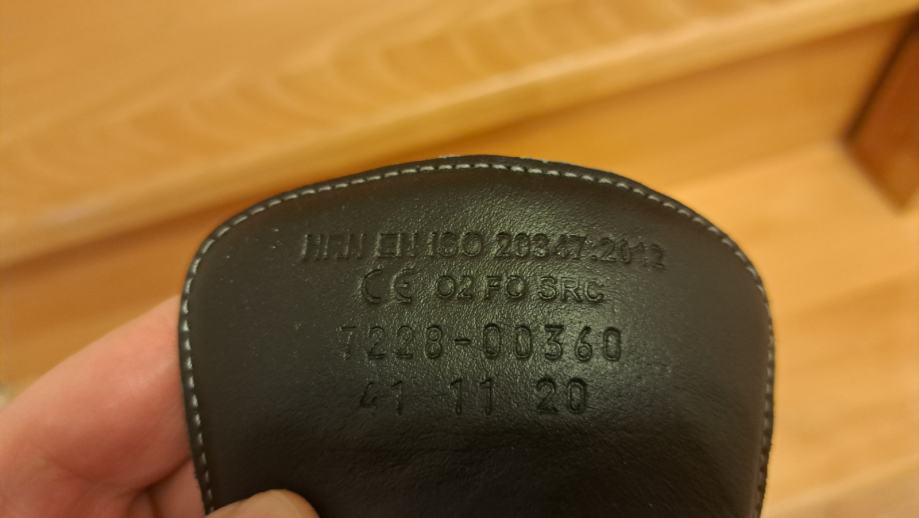 HRN EN ISO 20347:2012
CE O2 FO SRC
7228-00360
41 11 20